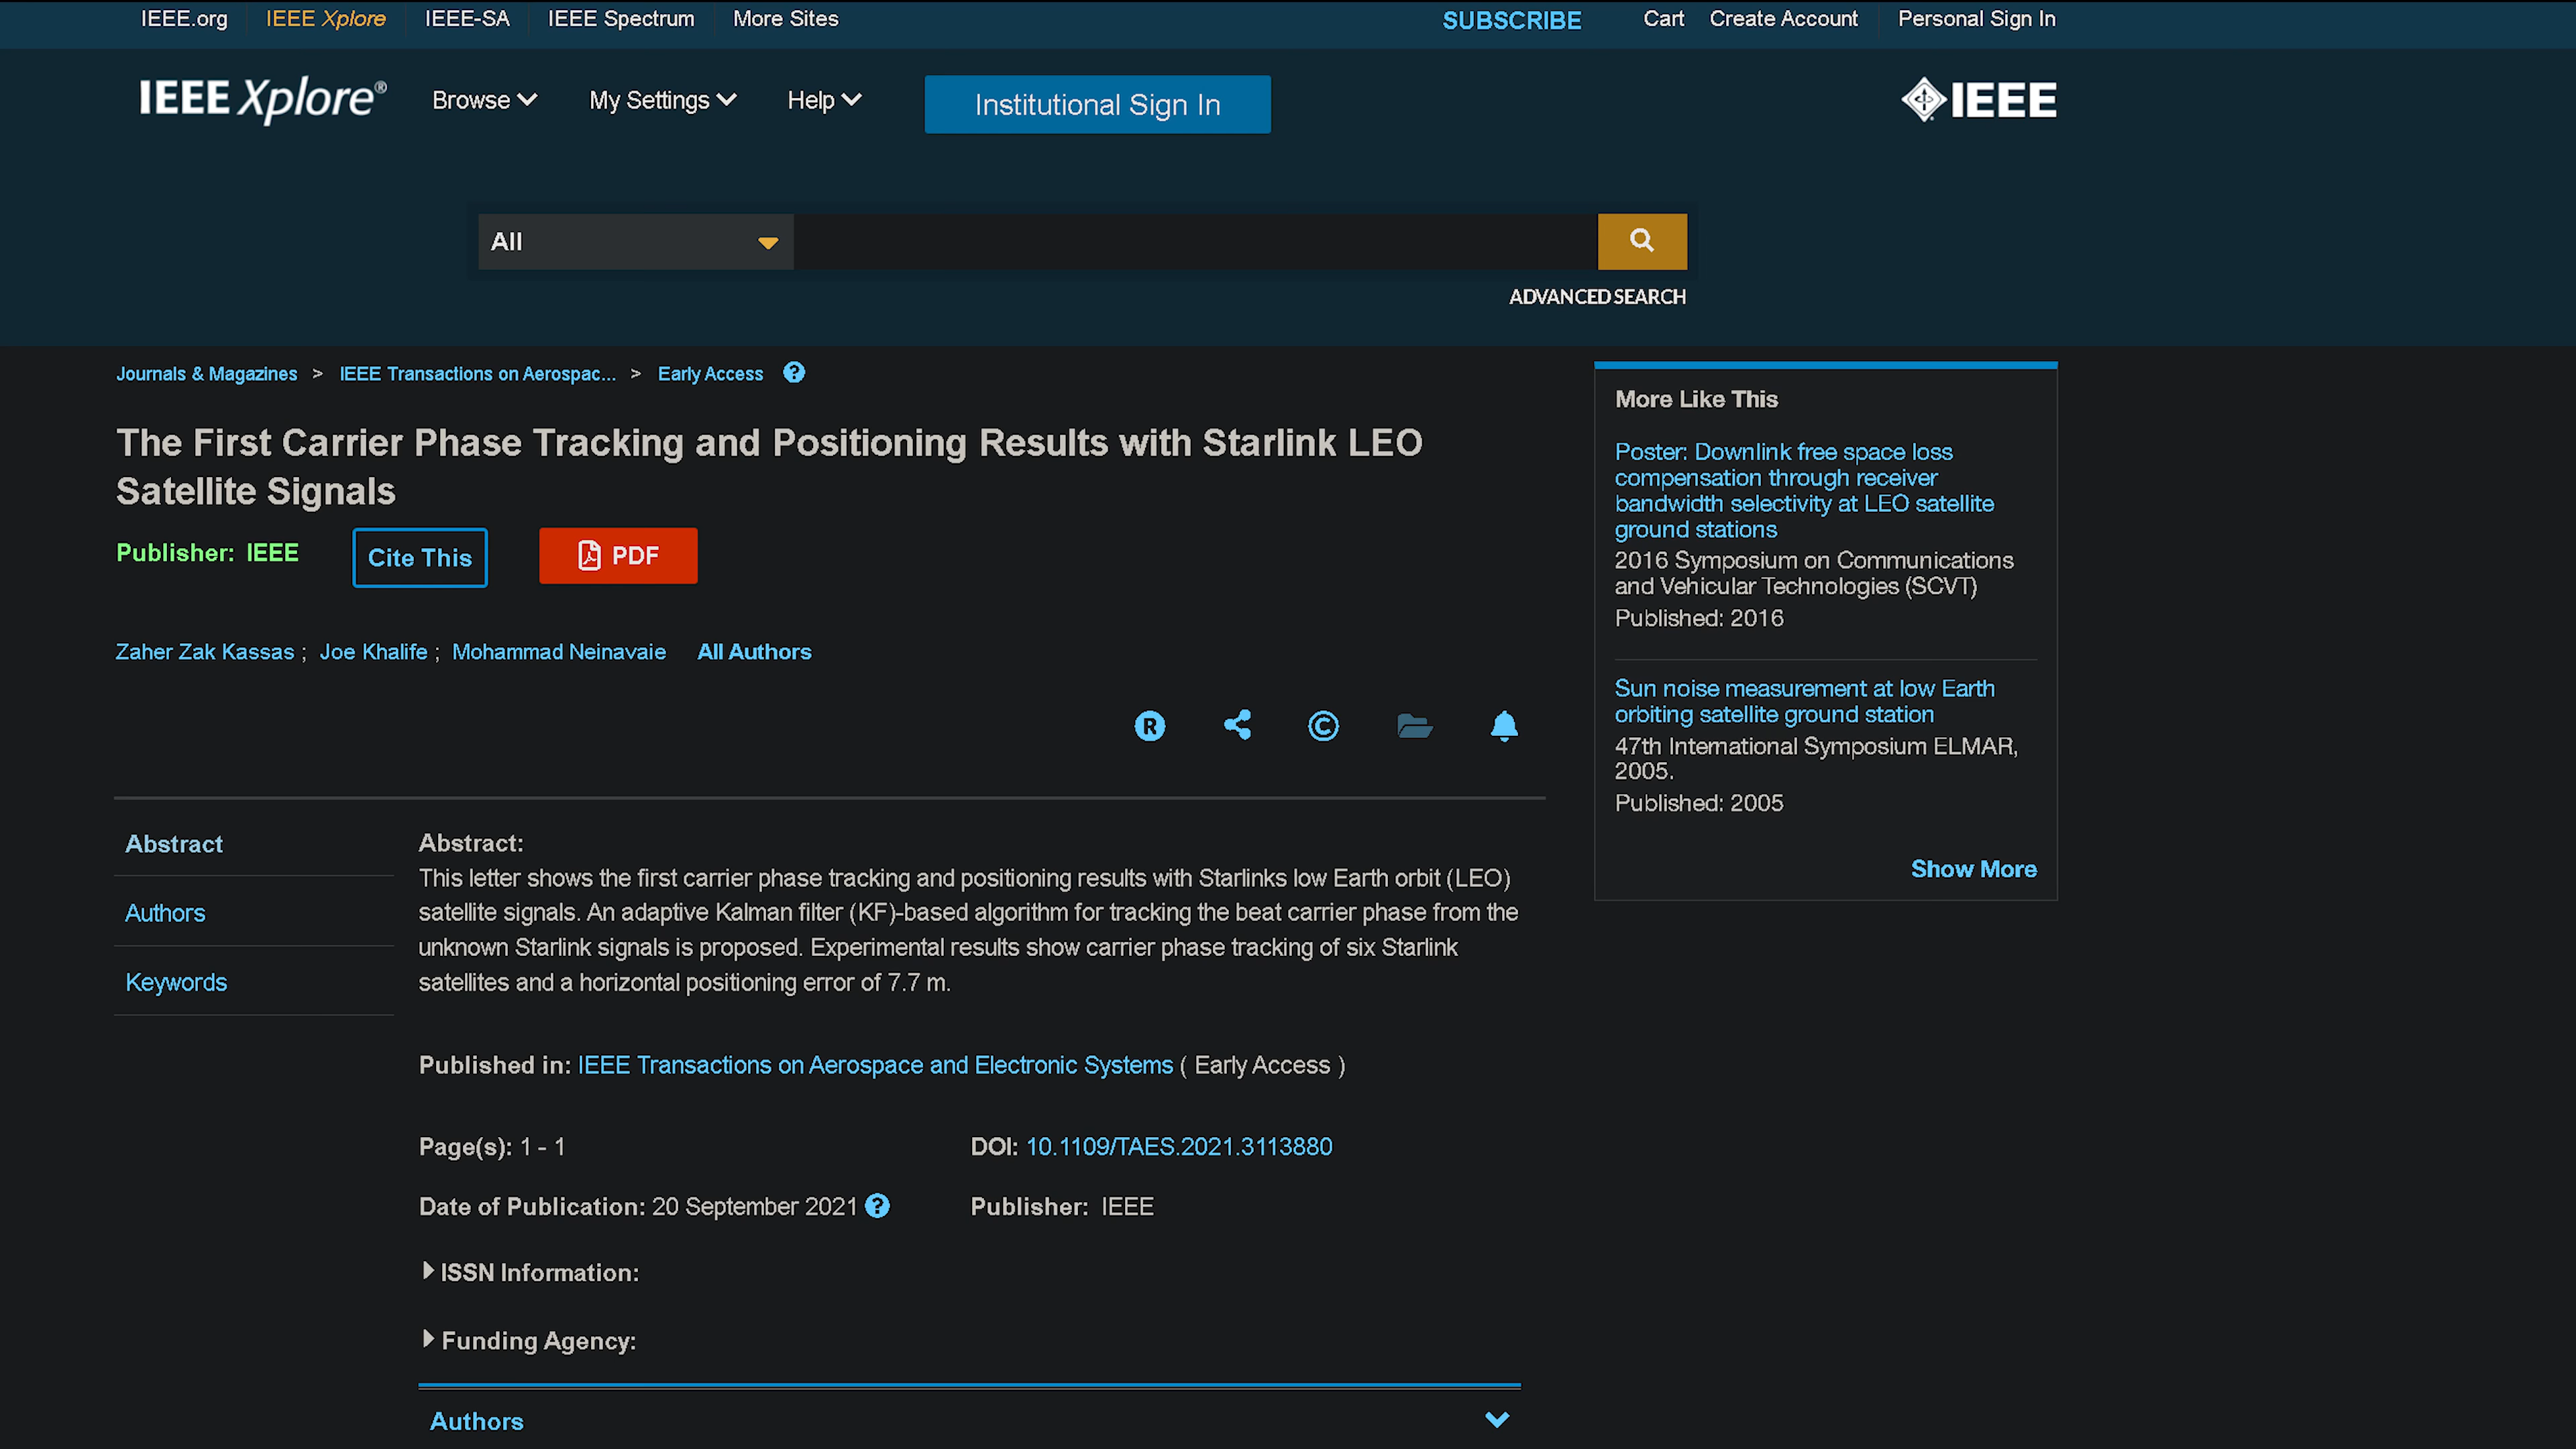 IEEE.org
IEEE Xplore
IEEE-SA
IEEE Spectrum
More Sites
SUBSCRIBE
Cart
Create Account
Personal Sign In
IEEE Xplore®
Browse
My Settings
Help
Institutional Sign In
IEEE
All
ADVANCED SEARCH
Journals & Magazines > IEEE Transactions on Aerospac... > Early Access ?
The First Carrier Phase Tracking and Positioning Results with Starlink LEO
Satellite Signals
Publisher: IEEE
Cite This
PDF
Zaher Zak Kassas ; Joe Khalife ; Mohammad Neinavaie All Authors
R
©
Abstract
Authors
Keywords
Abstract:
This letter shows the first carrier phase tracking and positioning results with Starlinks low Earth orbit (LEO)
satellite signals. An adaptive Kalman filter (KF)-based algorithm for tracking the beat carrier phase from the
unknown Starlink signals is proposed. Experimental results show carrier phase tracking of six Starlink
satellites and a horizontal positioning error of 7.7 m.
Published in: IEEE Transactions on Aerospace and Electronic Systems ( Early Access )
Page(s): 1 - 1
DOI: 10.1109/TAES.2021.3113880
Date of Publication: 20 September 2021 ?
Publisher: IEEE
ISSN Information:
Funding Agency:
Authors
More Like This
Poster: Downlink free space loss
compensation through receiver
bandwidth selectivity at LEO satellite
ground stations
2016 Symposium on Communications
and Vehicular Technologies (SCVT)
Published: 2016
Sun noise measurement at low Earth
orbiting satellite ground station
47th International Symposium ELMAR,
2005.
Published: 2005
Show More